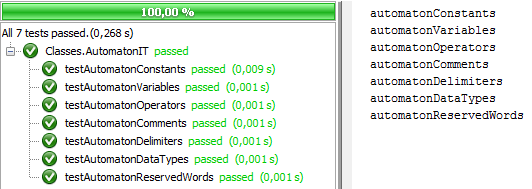 100,00 %
All 7 tests passed.(0,268 s)
Classes.AutomatonIT passed
testAutomatonConstants passed (0,009 s)
testAutomatonVariables passed (0,001 s)
testAutomatonOperators passed (0,001 s)
testAutomatonComments passed (0,001 s)
testAutomatonDelimiters passed (0,001 s)
testAutomatonDataTypes passed (0,001 s)
testAutomatonReservedWords passed (0,001 s)
automatonConstants
automatonVariables
automatonOperators
automatonComments
automatonDelimiters
automatonDataTypes
automatonReservedWords